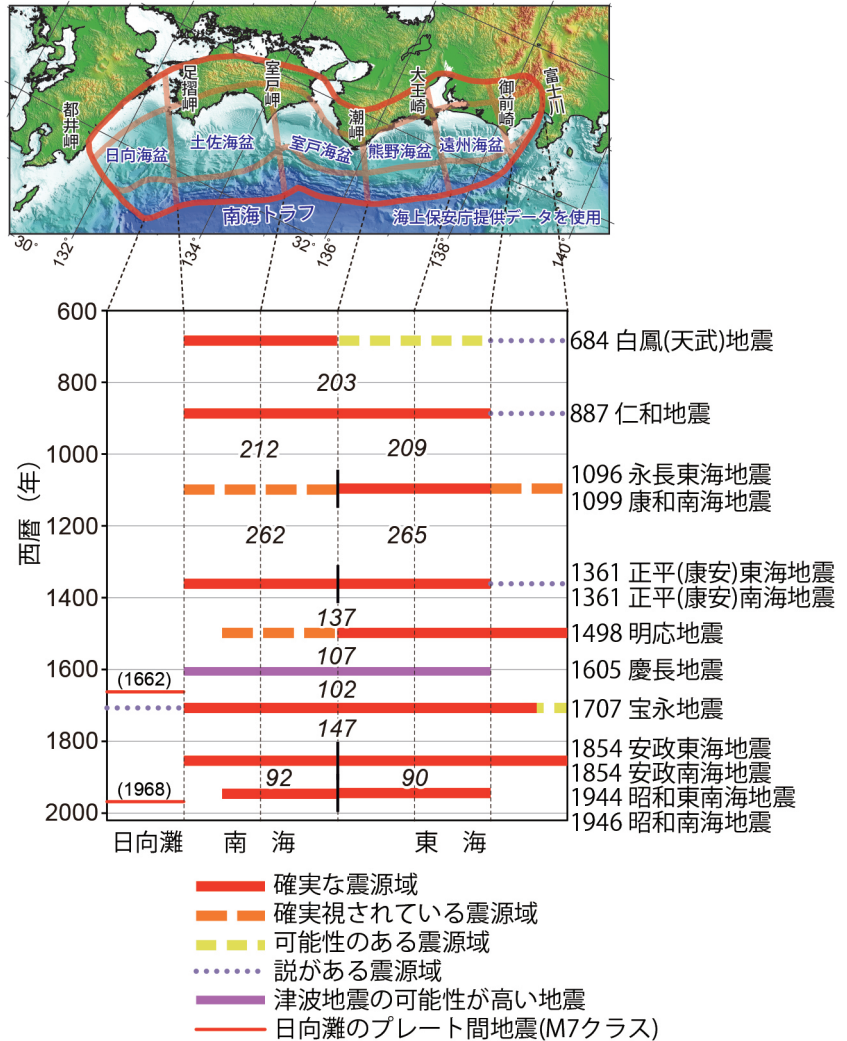 都井岬
足摺岬
室戸岬
潮岬
大王崎
御前崎
富士川
日向海盆
土佐海盆
室戸海盆
熊野海盆
遠州海盆
南海トラフ
海上保安庁提供データを使用
30°
132°
134°
32°
136°
138°
140°
西暦（年）
600
684 白鳳(天武)地震
800
203
887 仁和地震
1000
212
209
1096 永長東海地震
1099 康和南海地震
1200
262
265
1361 正平(康安)東海地震
1361 正平(康安)南海地震
1400
137
1498 明応地震
107
1600
1605 慶長地震
(1662)
102
1707 宝永地震
147
1800
1854 安政東海地震
1854 安政南海地震
92
90
(1968)
1944 昭和東南海地震
2000
1946 昭和南海地震
日向灘
南 海
東 海
確実な震源域
確実視されている震源域
可能性のある震源域
説がある震源域
津波地震の可能性が高い地震
日向灘のプレート間地震(M7クラス)